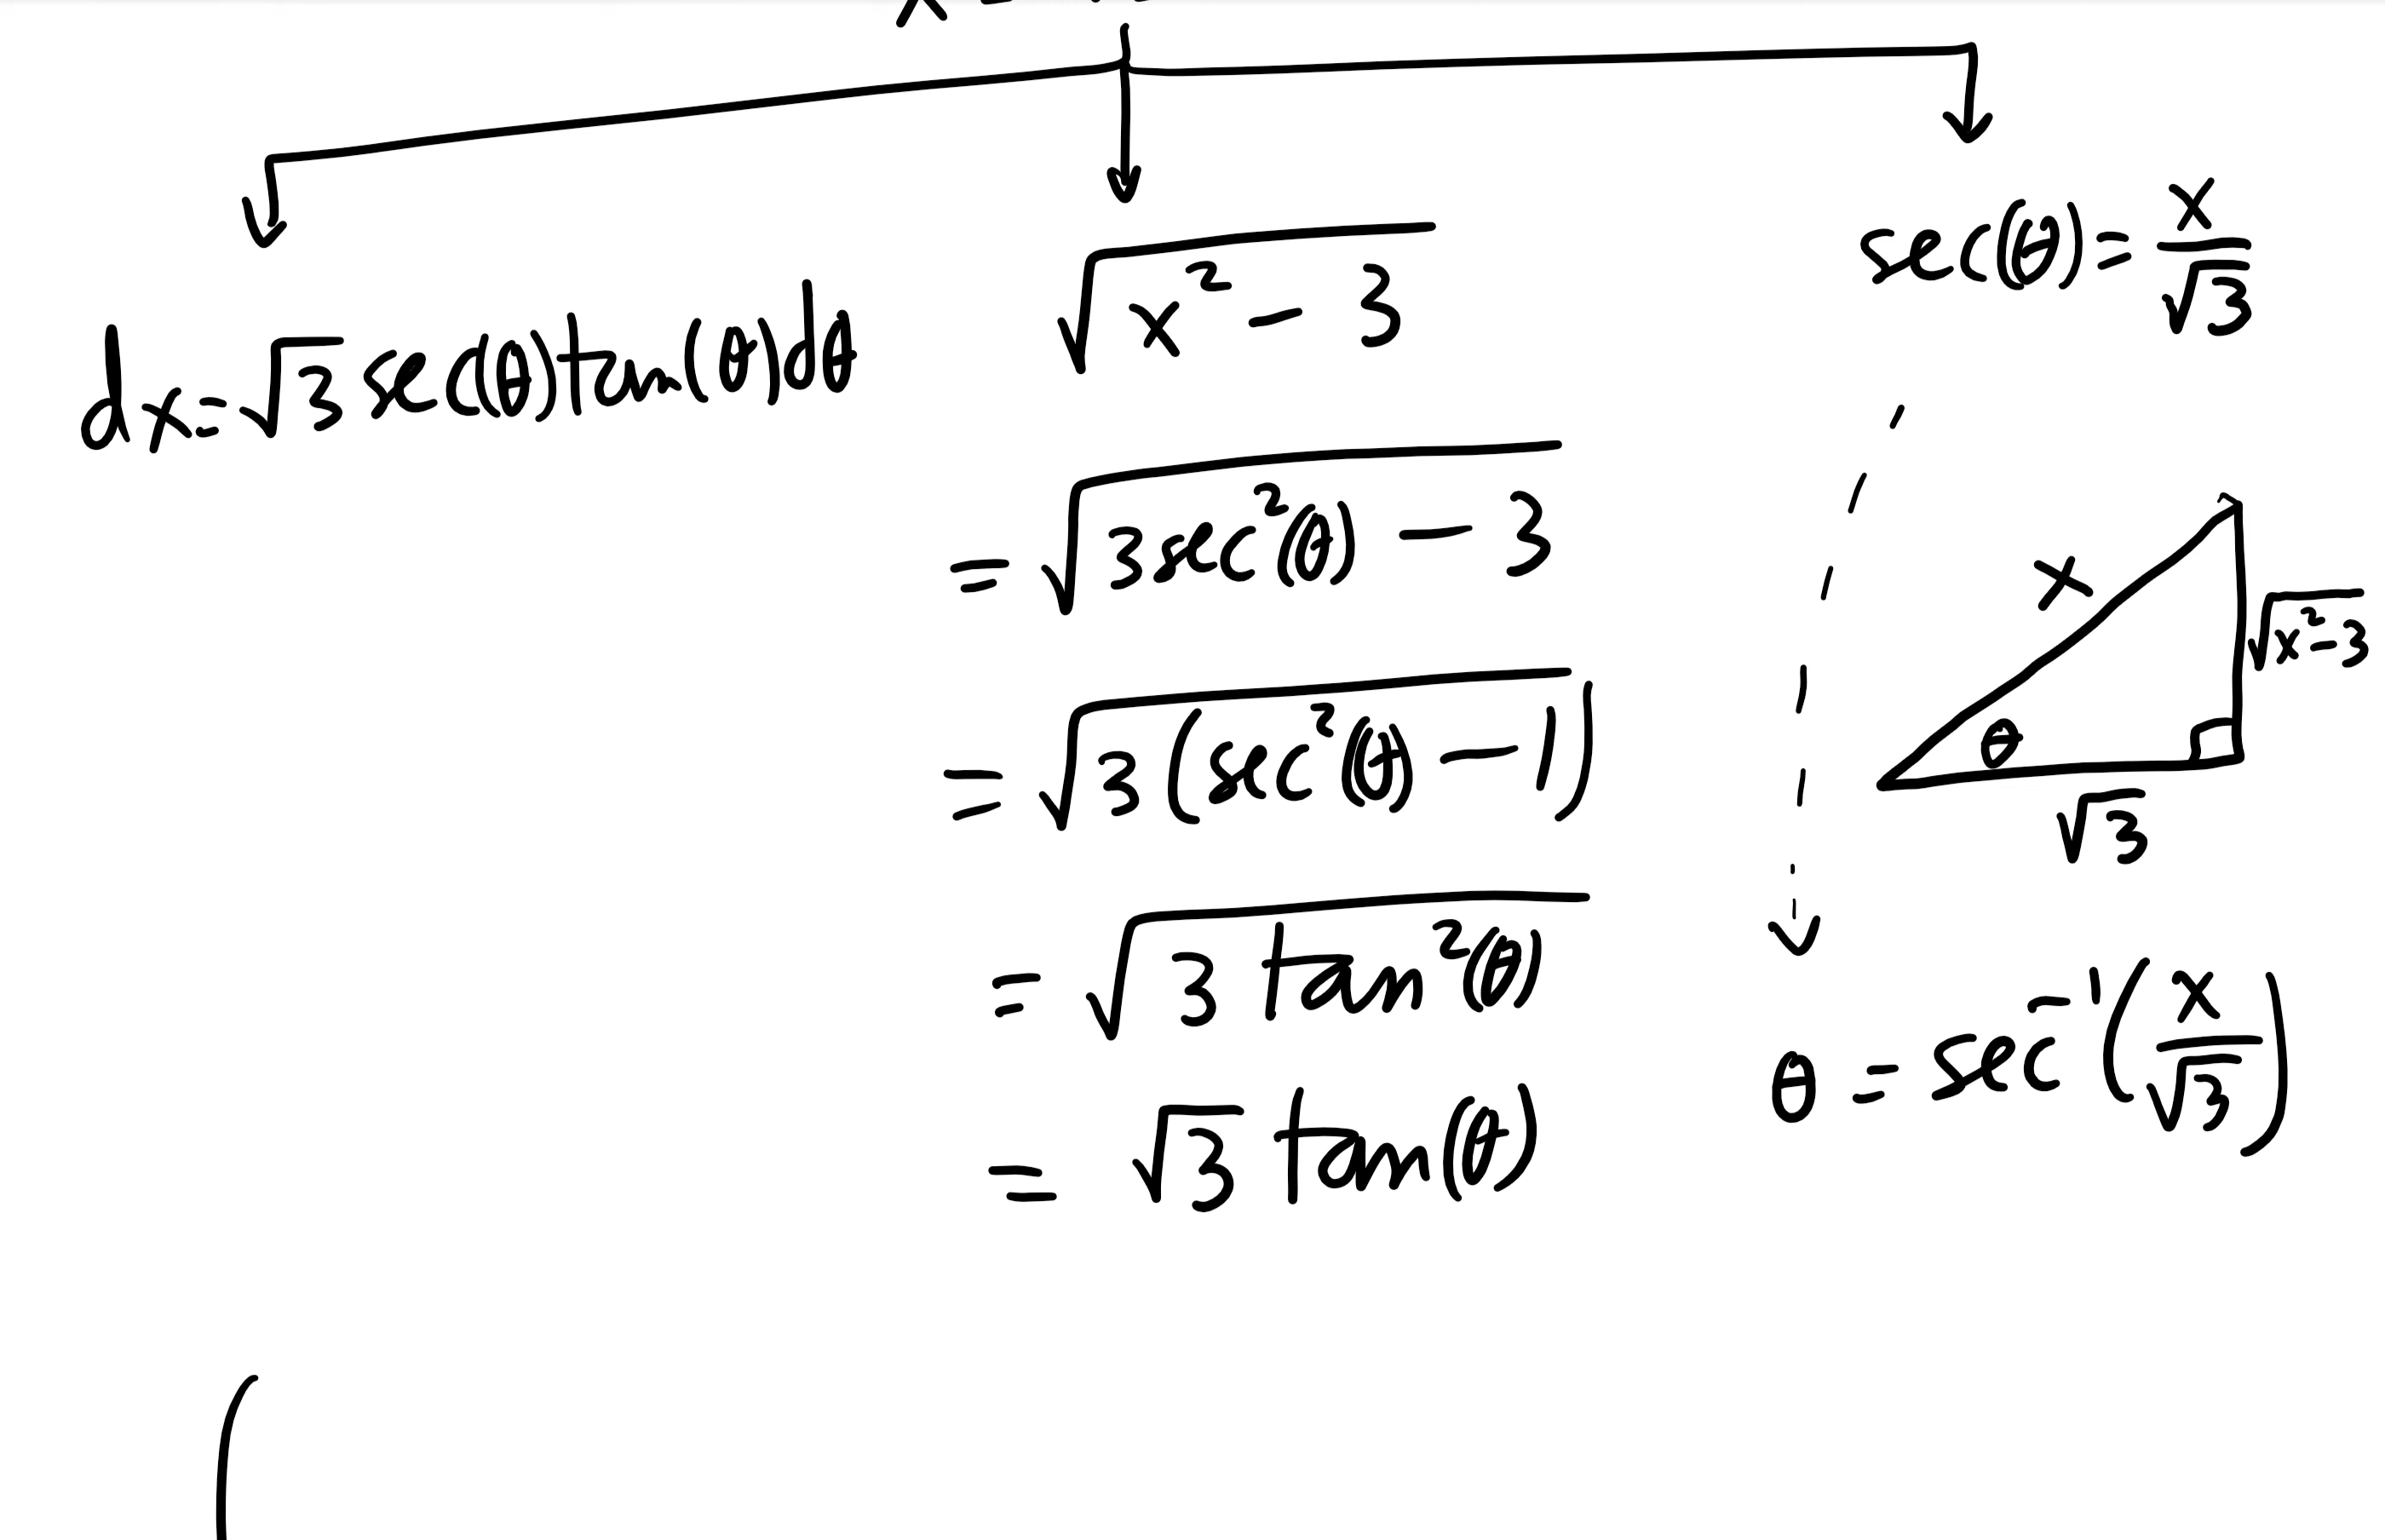 dx = √3 sec(θ)tan(θ)dθ
√(x² − 3)
= √(3sec²(θ) − 3)
= √(3(sec²(θ) − 1))
= √(3 tan²(θ))
= √3 tan(θ)
sec(θ) = x/√3
x
√(x²−3)
θ
√3
θ = sec⁻¹(x/√3)